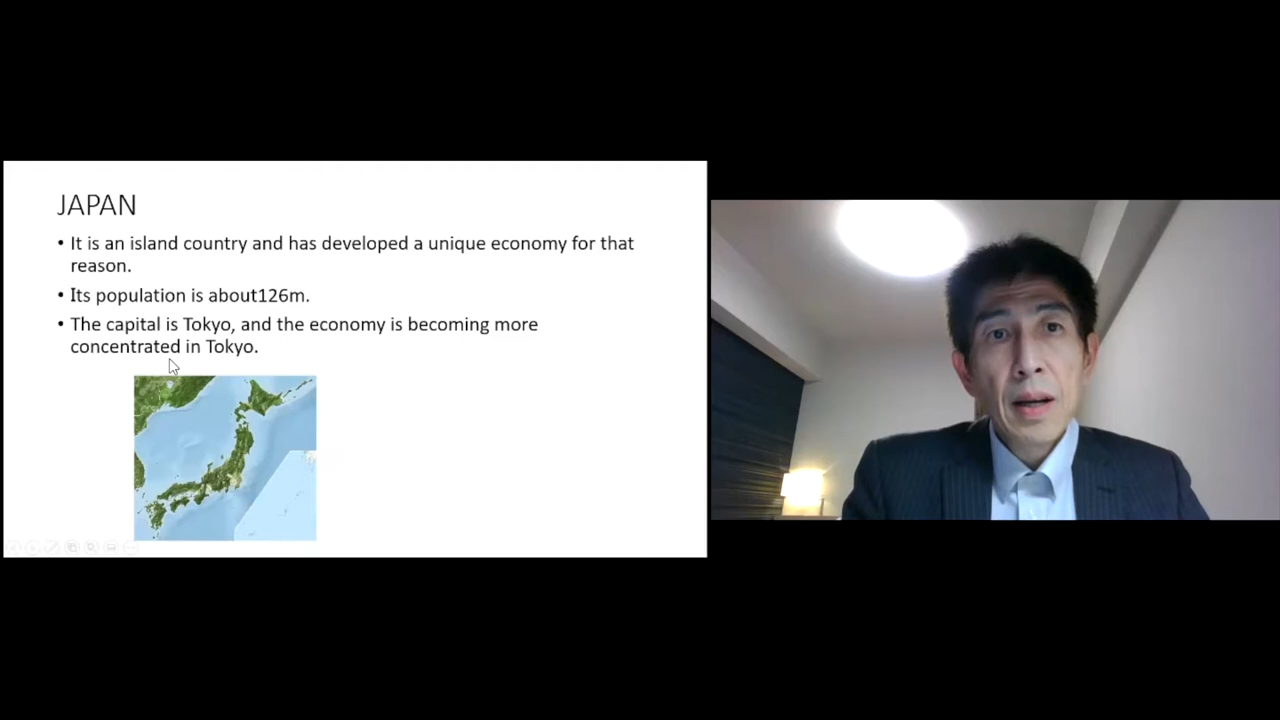 JAPAN
• It is an island country and has developed a unique economy for that
reason.
• Its population is about126m.
• The capital is Tokyo, and the economy is becoming more
concentrated in Tokyo.